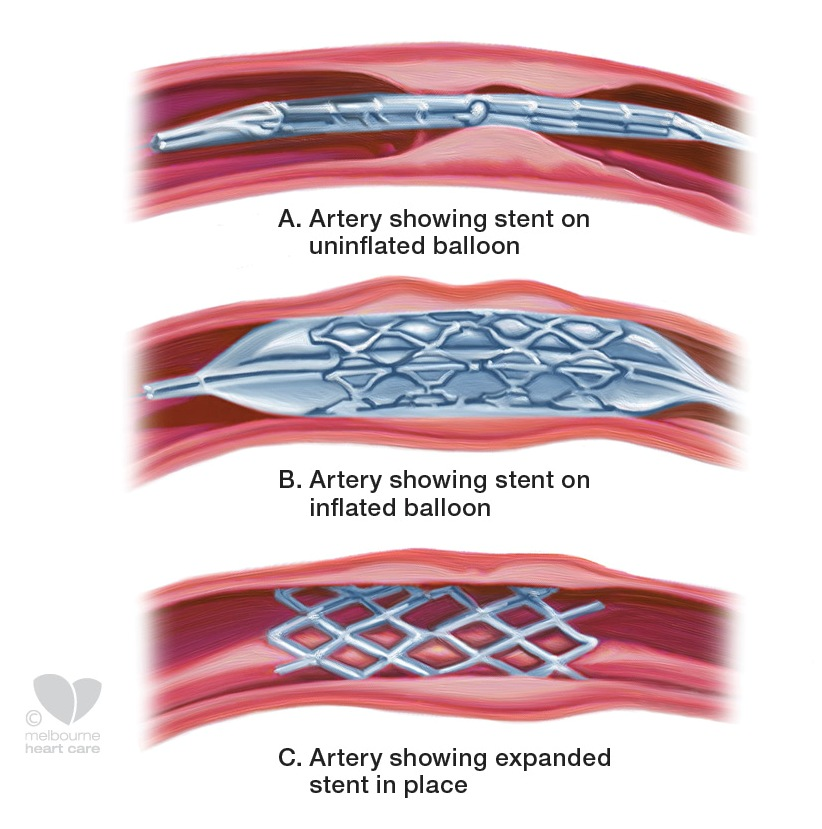 A. Artery showing stent on
uninflated balloon
B. Artery showing stent on
inflated balloon
C. Artery showing expanded
stent in place
©
melbourne
heart care